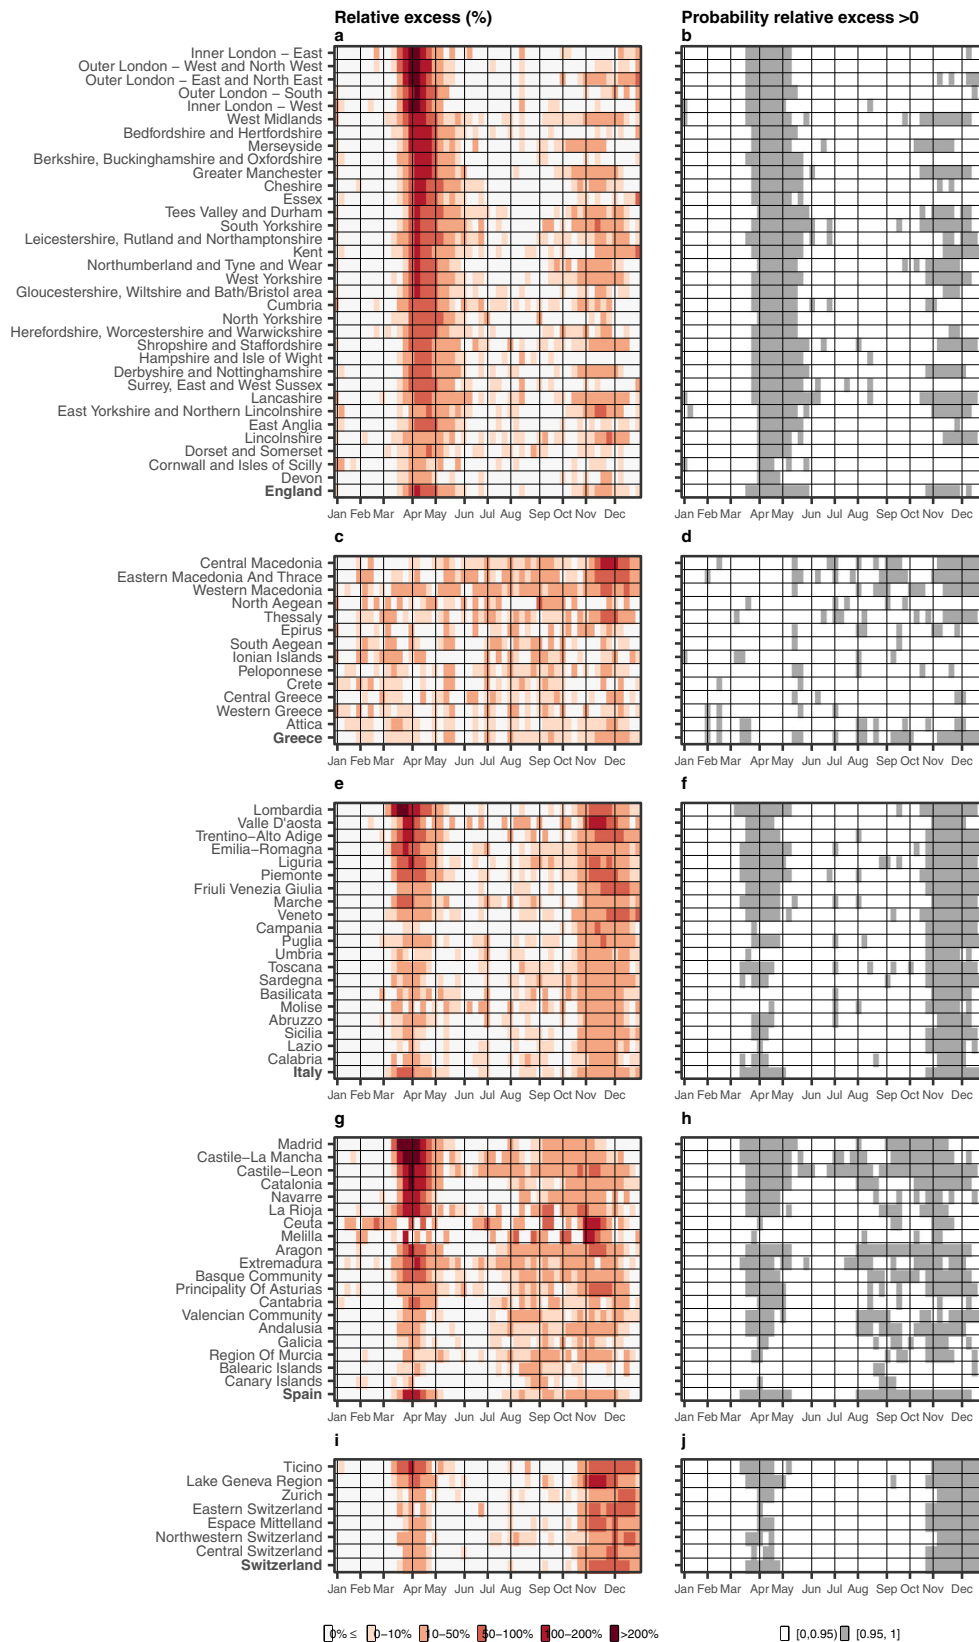 Relative excess (%)
Probability relative excess >0
a
b
Inner London − East
Outer London − West and North West
Outer London − East and North East
Outer London − South
Inner London − West
West Midlands
Bedfordshire and Hertfordshire
Merseyside
Berkshire, Buckinghamshire and Oxfordshire
Greater Manchester
Cheshire
Essex
Tees Valley and Durham
South Yorkshire
Leicestershire, Rutland and Northamptonshire
Kent
Northumberland and Tyne and Wear
West Yorkshire
Gloucestershire, Wiltshire and Bath/Bristol area
Cumbria
North Yorkshire
Herefordshire, Worcestershire and Warwickshire
Shropshire and Staffordshire
Hampshire and Isle of Wight
Derbyshire and Nottinghamshire
Surrey, East and West Sussex
Lancashire
East Yorkshire and Northern Lincolnshire
East Anglia
Lincolnshire
Dorset and Somerset
Cornwall and Isles of Scilly
Devon
England
Jan Feb Mar Apr May Jun Jul Aug Sep Oct Nov Dec
Jan Feb Mar Apr May Jun Jul Aug Sep Oct Nov Dec
c
d
Central Macedonia
Eastern Macedonia And Thrace
Western Macedonia
North Aegean
Thessaly
Epirus
South Aegean
Ionian Islands
Peloponnese
Crete
Central Greece
Western Greece
Attica
Greece
Jan Feb Mar Apr May Jun Jul Aug Sep Oct Nov Dec
Jan Feb Mar Apr May Jun Jul Aug Sep Oct Nov Dec
e
f
Lombardia
Valle D'aosta
Trentino−Alto Adige
Emilia−Romagna
Liguria
Piemonte
Friuli Venezia Giulia
Marche
Veneto
Campania
Puglia
Umbria
Toscana
Sardegna
Basilicata
Molise
Abruzzo
Sicilia
Lazio
Calabria
Italy
Jan Feb Mar Apr May Jun Jul Aug Sep Oct Nov Dec
Jan Feb Mar Apr May Jun Jul Aug Sep Oct Nov Dec
g
h
Madrid
Castile−La Mancha
Castile−Leon
Catalonia
Navarre
La Rioja
Ceuta
Melilla
Aragon
Extremadura
Basque Community
Principality Of Asturias
Cantabria
Valencian Community
Andalusia
Galicia
Region Of Murcia
Balearic Islands
Canary Islands
Spain
Jan Feb Mar Apr May Jun Jul Aug Sep Oct Nov Dec
Jan Feb Mar Apr May Jun Jul Aug Sep Oct Nov Dec
i
j
Ticino
Lake Geneva Region
Zurich
Eastern Switzerland
Espace Mittelland
Northwestern Switzerland
Central Switzerland
Switzerland
Jan Feb Mar Apr May Jun Jul Aug Sep Oct Nov Dec
Jan Feb Mar Apr May Jun Jul Aug Sep Oct Nov Dec
0% ≤ 0−10% 10−50% 50−100% 100−200% >200%
[0,0.95) [0.95, 1]